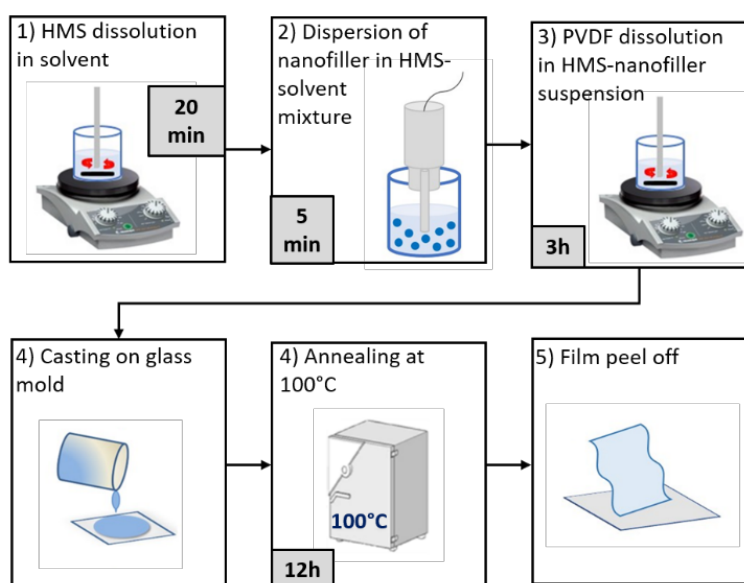 1) HMS dissolution
in solvent
20
min
2) Dispersion of
nanofiller in HMS-
solvent
mixture
5
min
3) PVDF dissolution
in HMS-nanofiller
suspension
3h
4) Casting on glass
mold
4) Annealing at
100°C
100°C
12h
5) Film peel off